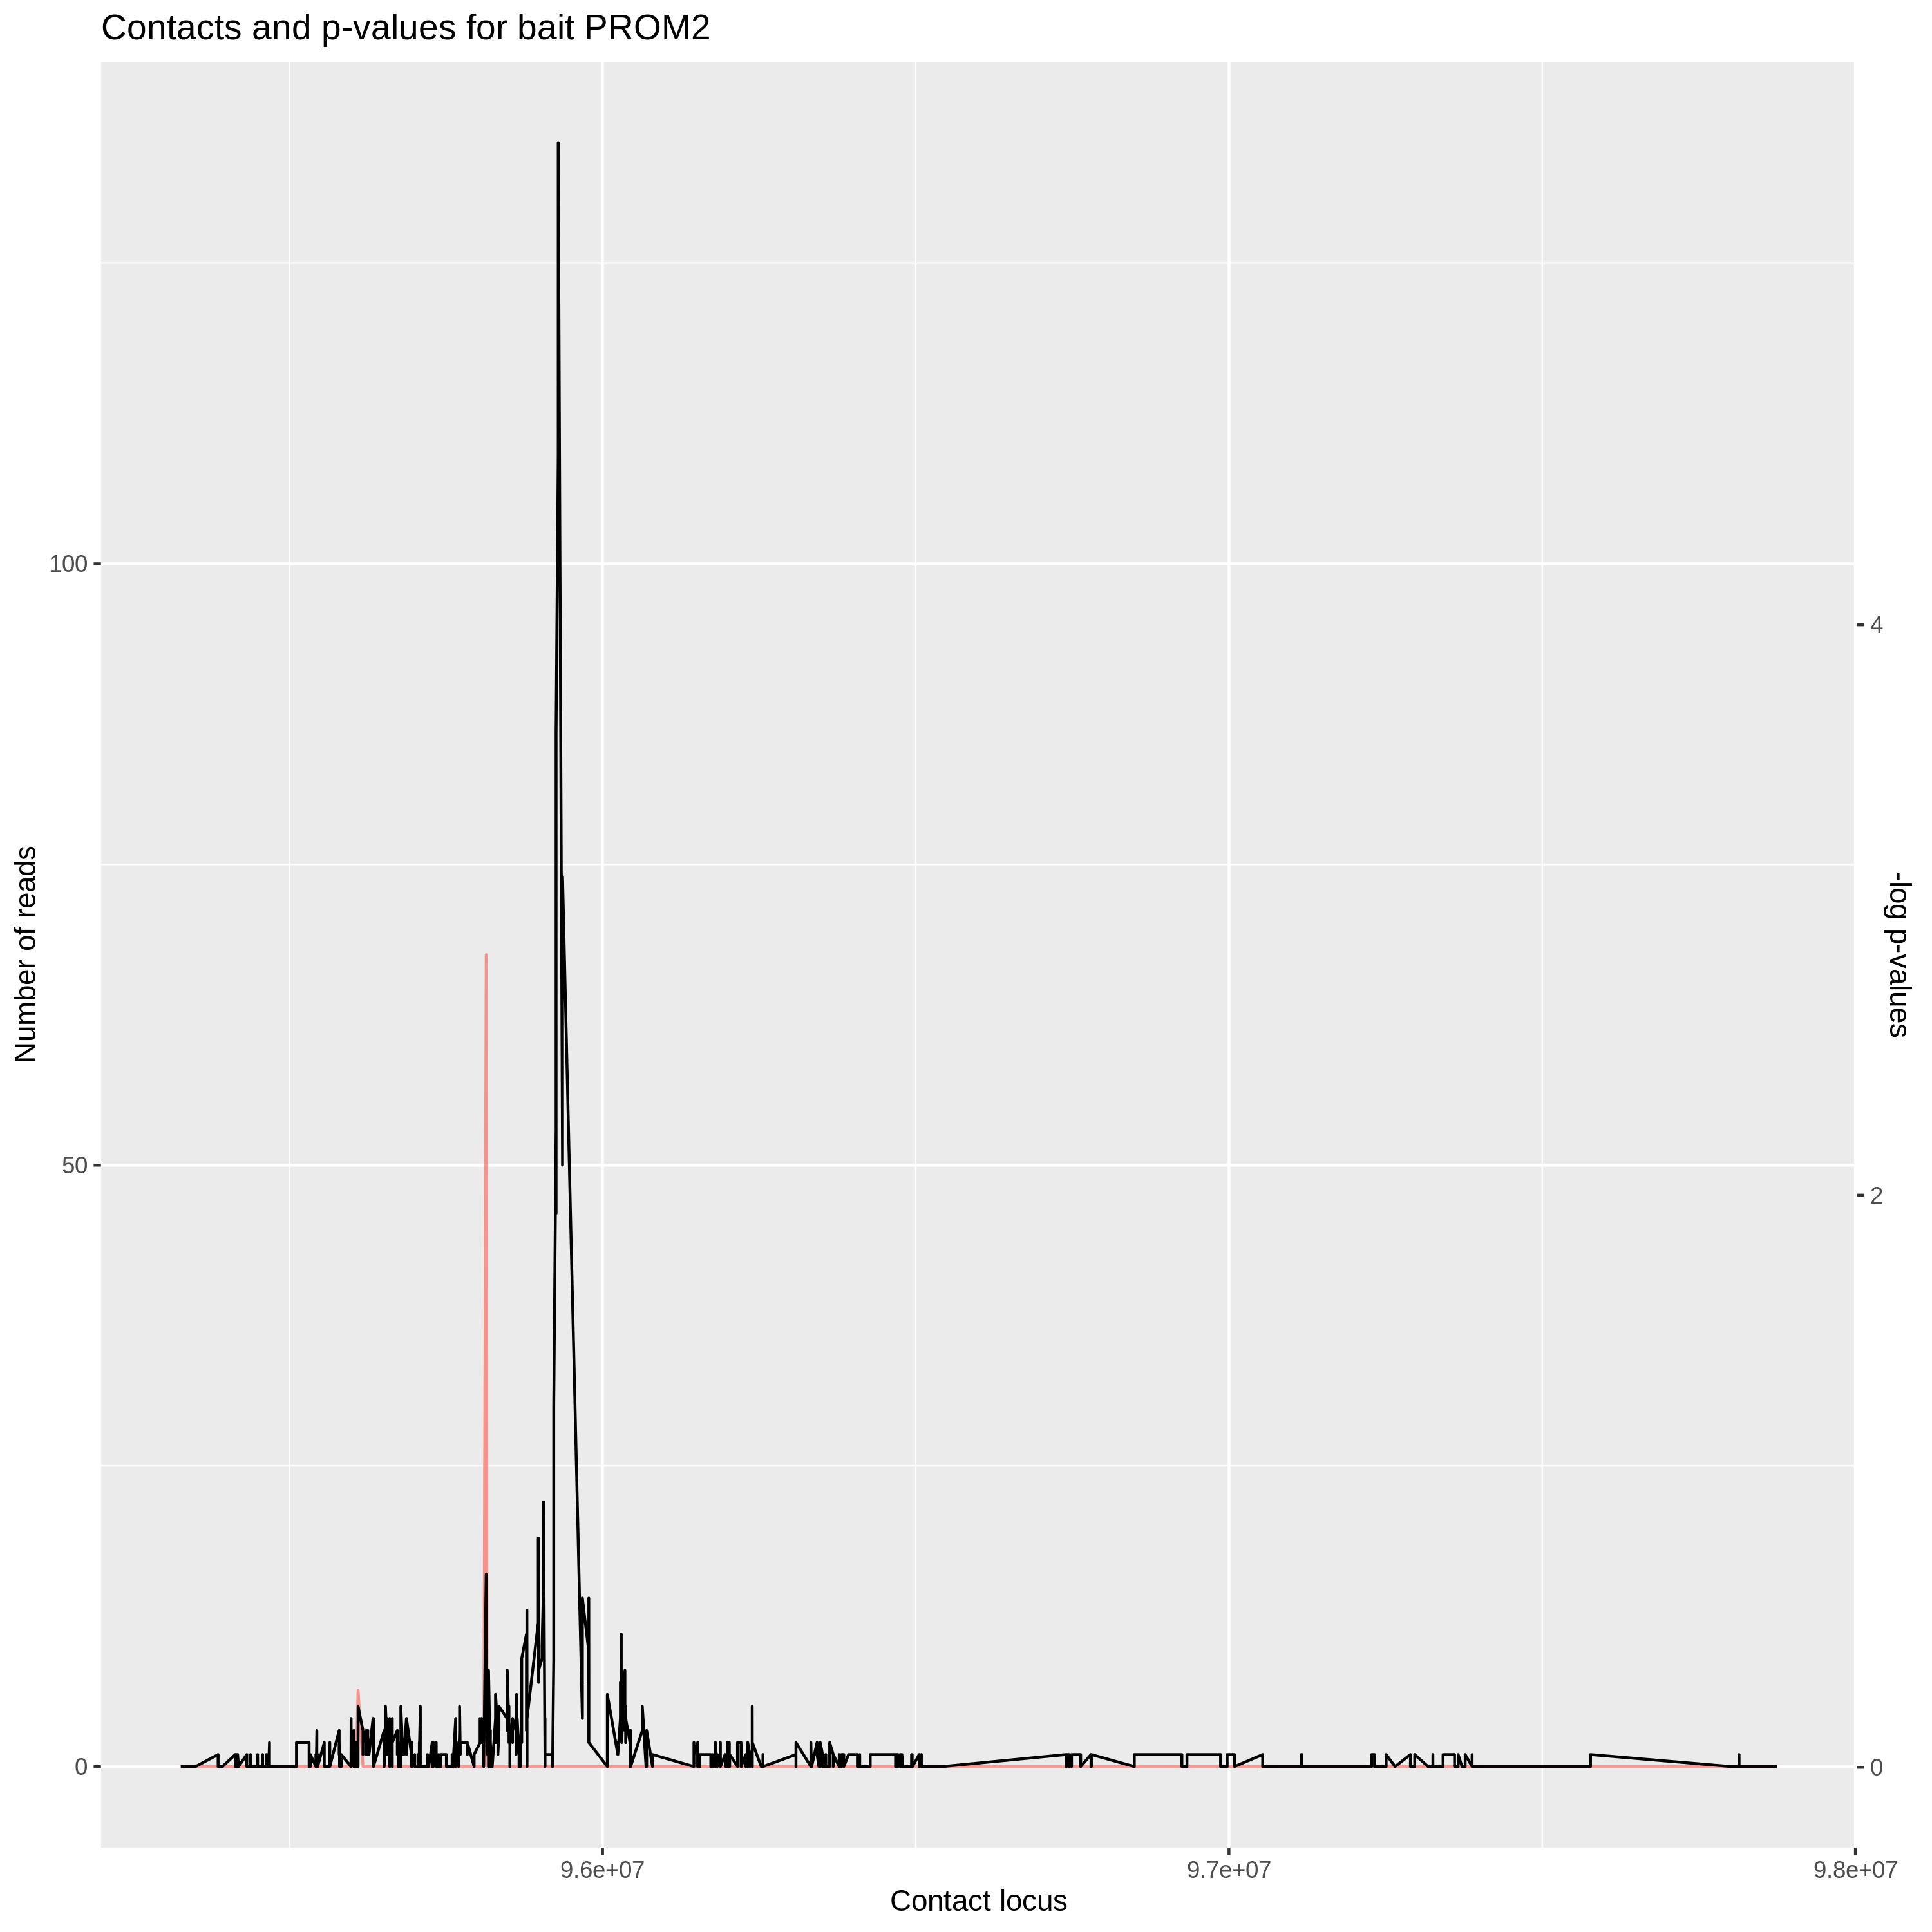 Contacts and p-values for bait PROM2
Number of reads
100
50
0
4
2
0
-log p-values
9.6e+07
9.7e+07
9.8e+07
Contact locus